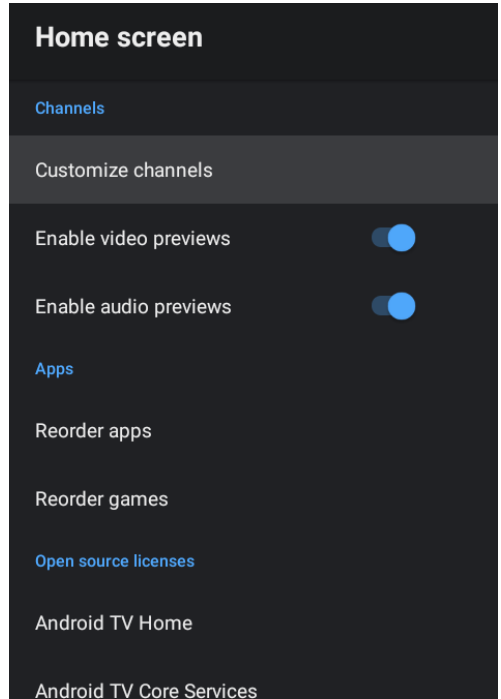 Home screen
Channels
Customize channels
Enable video previews
Enable audio previews
Apps
Reorder apps
Reorder games
Open source licenses
Android TV Home
Android TV Core Services